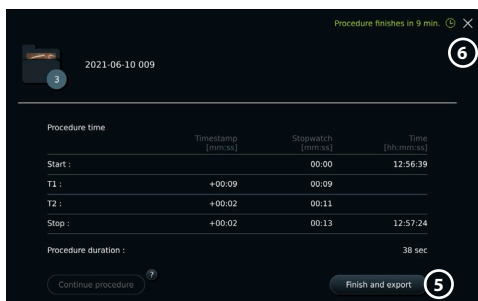 Procedure finishes in 9 min.
6
3
2021-06-10 009
Procedure time
Timestamp [mm:ss] Stopwatch [mm:ss] Time [hh:mm:ss]
Start : 00:00 12:56:39
T1 : +00:09 00:09
T2 : +00:02 00:11
Stop : +00:02 00:13 12:57:24
Procedure duration : 38 sec
Continue procedure ? Finish and export 5